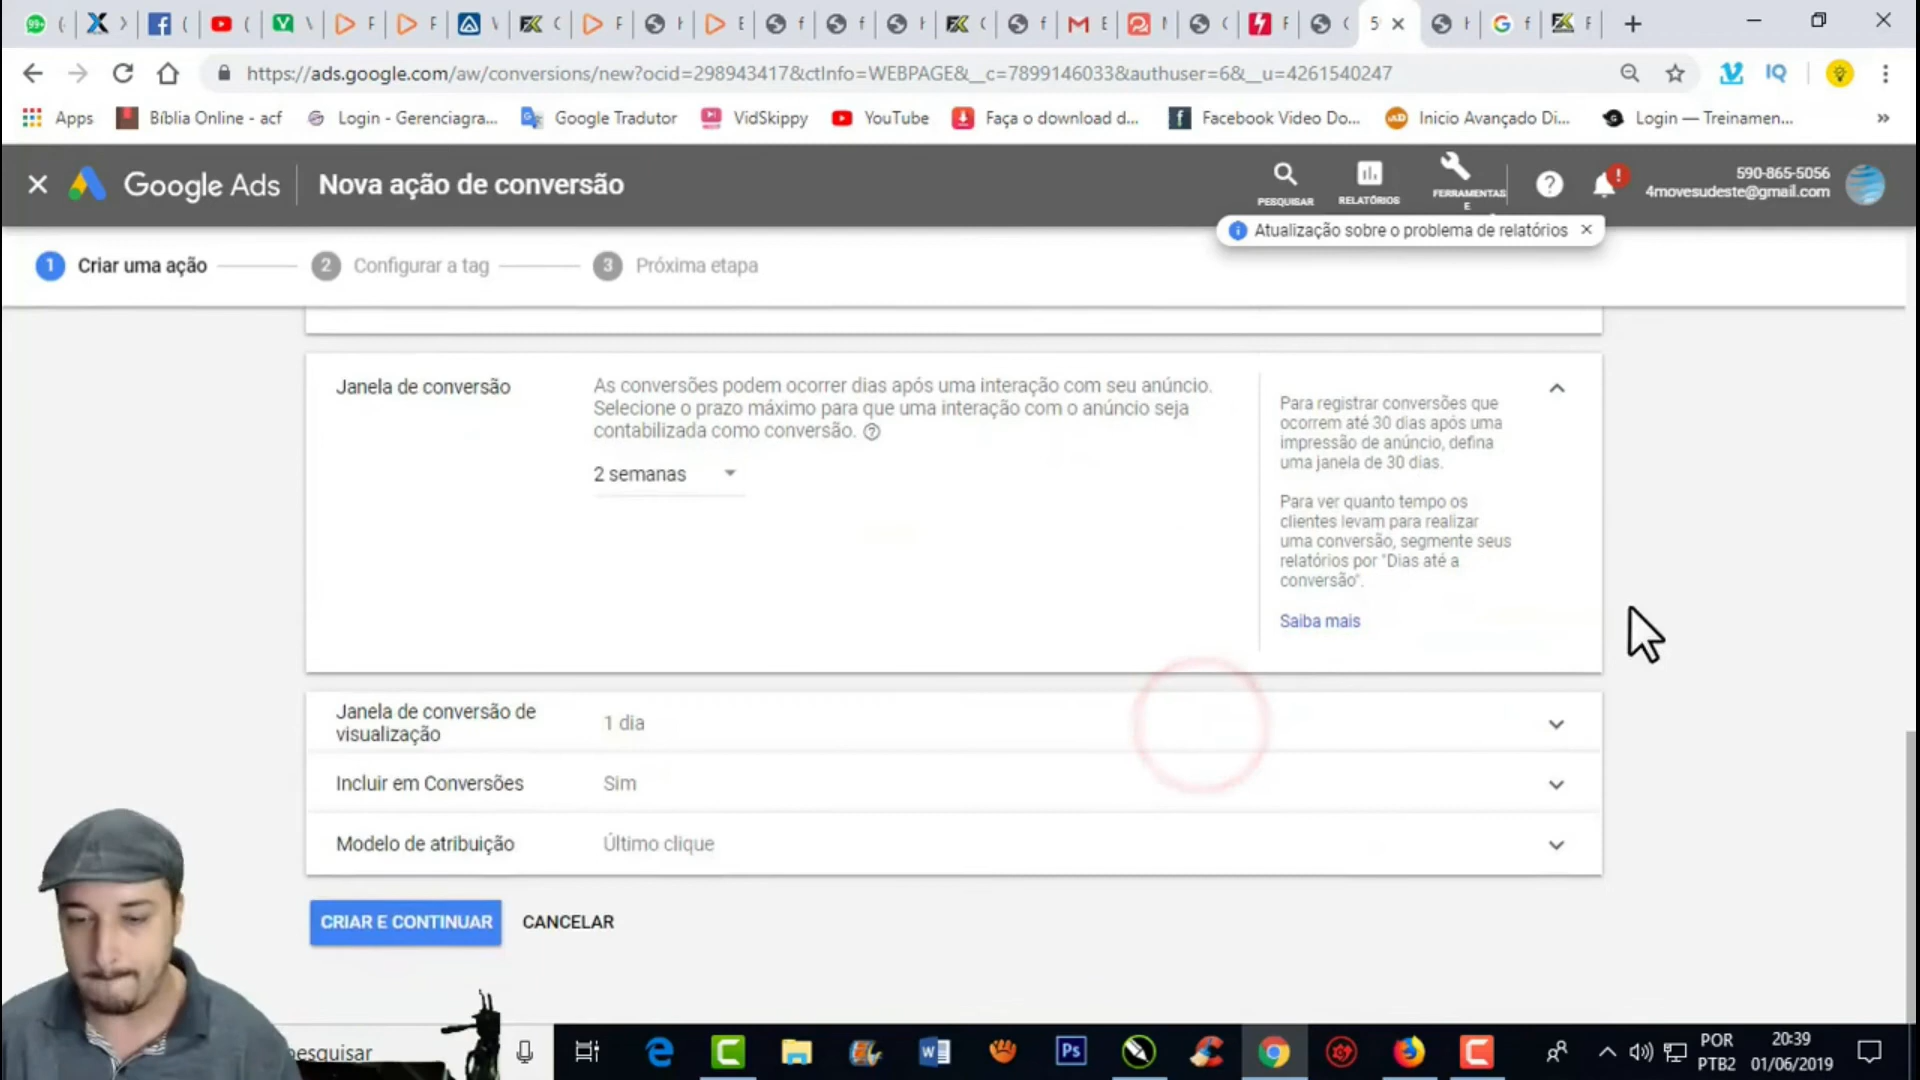 https://ads.google.com/aw/conversions/new?ocid=298943417&ctInfo=WEBPAGE&__c=7899146033&authuser=6&__u=4261540247
Apps
Bíblia Online - acf
Login - Gerenciagra...
Google Tradutor
VidSkippy
YouTube
Faça o download d...
Facebook Video Do...
Inicio Avançado Di...
Login — Treinamen...
»
Google Ads
Nova ação de conversão
PESQUISAR
RELATÓRIOS
FERRAMENTAS
E
590-865-5056
4movesudeste@gmail.com
Atualização sobre o problema de relatórios
1 Criar uma ação
2 Configurar a tag
3 Próxima etapa
Janela de conversão
As conversões podem ocorrer dias após uma interação com seu anúncio.
Selecione o prazo máximo para que uma interação com o anúncio seja
contabilizada como conversão.
2 semanas
Para registrar conversões que
ocorrem até 30 dias após uma
impressão de anúncio, defina
uma janela de 30 dias.
Para ver quanto tempo os
clientes levam para realizar
uma conversão, segmente seus
relatórios por "Dias até a
conversão".
Saiba mais
Janela de conversão de
visualização
1 dia
Incluir em Conversões
Sim
Modelo de atribuição
Último clique
CRIAR E CONTINUAR
CANCELAR
esquisar
Ps
POR
PTB2
20:39
01/06/2019